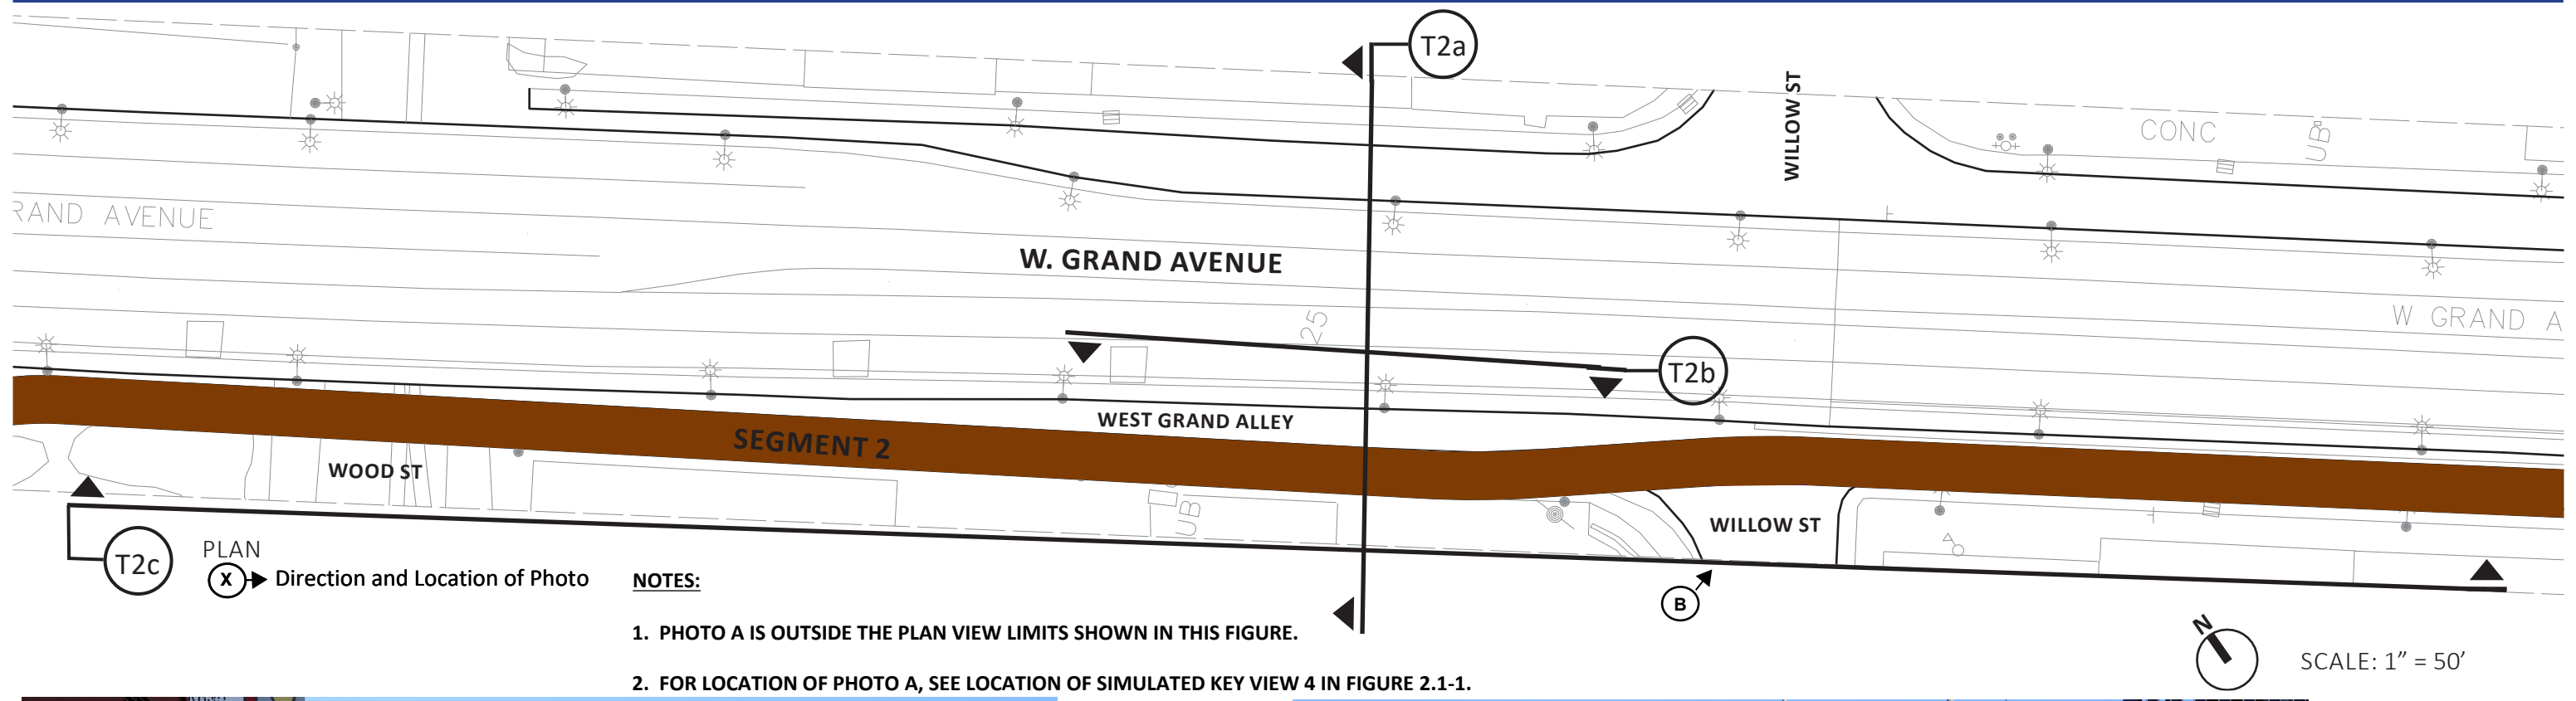 T2a
WILLOW ST
CONC
UB
RAND AVENUE
W. GRAND AVENUE
25
W GRAND A
T2b
WEST GRAND ALLEY
SEGMENT 2
WOOD ST
UB
WILLOW ST
T2c
PLAN
X Direction and Location of Photo
NOTES:
B
1. PHOTO A IS OUTSIDE THE PLAN VIEW LIMITS SHOWN IN THIS FIGURE.
2. FOR LOCATION OF PHOTO A, SEE LOCATION OF SIMULATED KEY VIEW 4 IN FIGURE 2.1-1.
N
SCALE: 1” = 50’